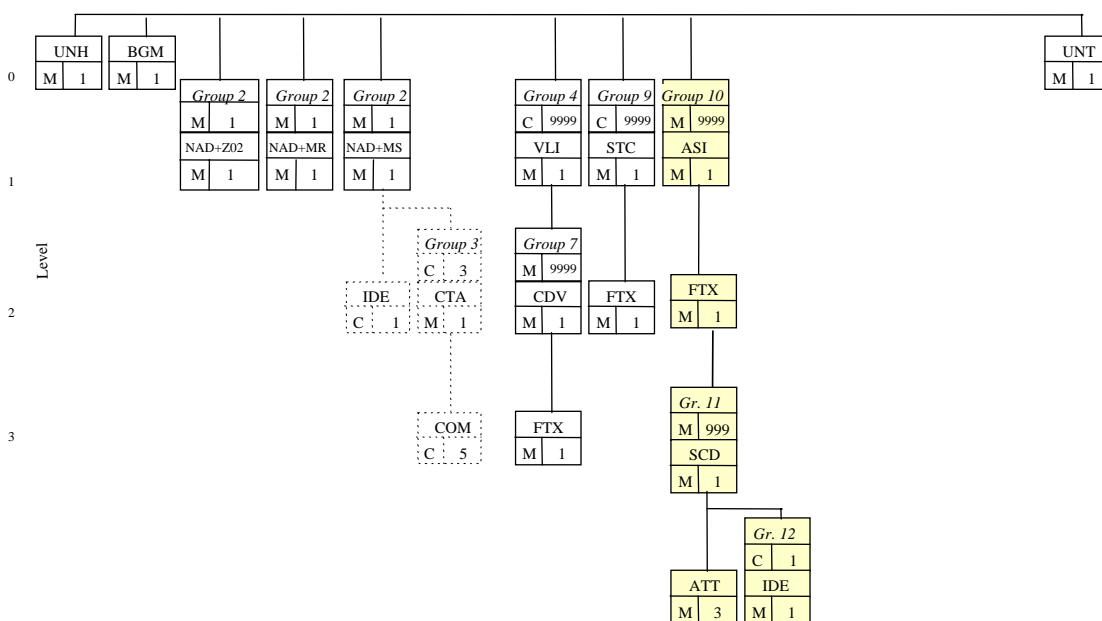 UNH BGM UNT
0 M 1 M 1 M 1
Group 2 Group 2 Group 2 Group 4 Group 9 Group 10
M 1 M 1 M 1 C 9999 C 9999 M 9999
NAD+Z02 NAD+MR NAD+MS VLI STC ASI
1 M 1 M 1 M 1 M 1 M 1 M 1
Level
Group 3 Group 7
C 3 M 9999
IDE CTA CDV FTX FTX
2 C 1 M 1 M 1 M 1 M 1
Gr. 11
M 999
COM FTX SCD
3 C 5 M 1 M 1
Gr. 12
C 1
ATT IDE
M 3 M 1